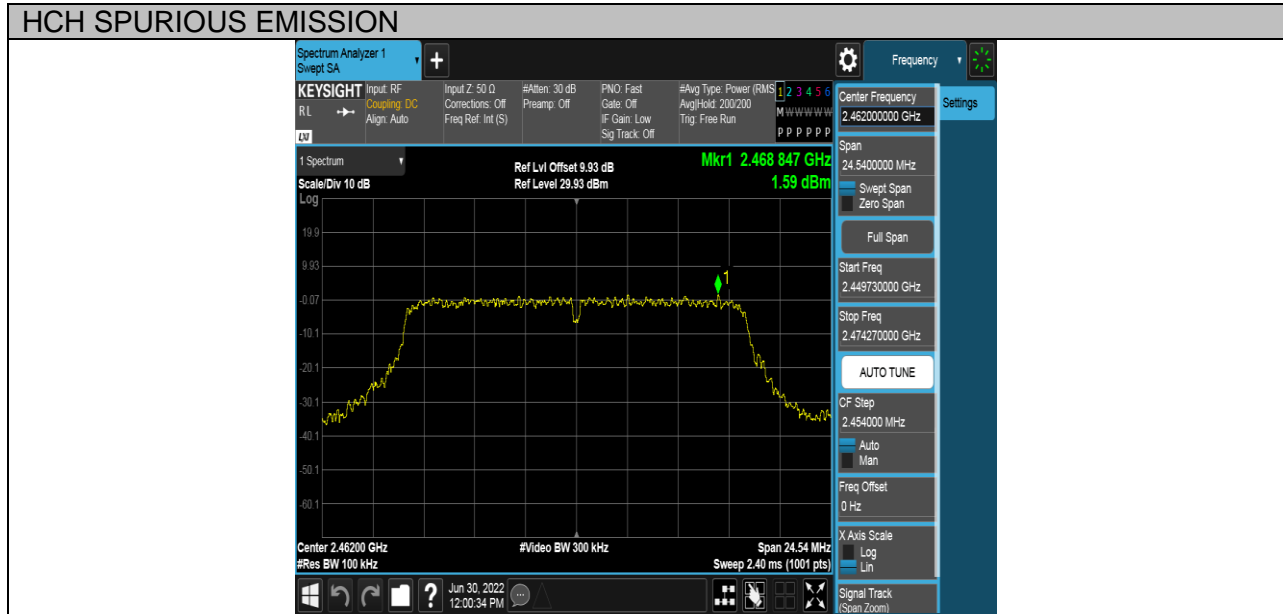 HCH SPURIOUS EMISSION
Spectrum Analyzer 1
Swept SA
+
Frequency
KEYSIGHT
RL
LXI
Input: RF
Coupling: DC
Align: Auto
Input Z: 50 Ω
Corrections: Off
Freq Ref: Int (S)
#Atten: 30 dB
Preamp: Off
PNO: Fast
Gate: Off
IF Gain: Low
Sig Track: Off
#Avg Type: Power (RMS
Avg|Hold: 200/200
Trig: Free Run
1 2 3 4 5 6
M W W W W W
P P P P P P
1 Spectrum
Scale/Div 10 dB
Log
Ref Lvl Offset 9.93 dB
Ref Level 29.93 dBm
Mkr1 2.468 847 GHz
1.59 dBm
19.9
9.93
-0.07
-10.1
-20.1
-30.1
-40.1
-50.1
-60.1
1
Center 2.46200 GHz
#Res BW 100 kHz
#Video BW 300 kHz
Span 24.54 MHz
Sweep 2.40 ms (1001 pts)
?
Jun 30, 2022
12:00:34 PM
Center Frequency
2.462000000 GHz
Settings
Span
24.5400000 MHz
Swept Span
Zero Span
Full Span
Start Freq
2.449730000 GHz
Stop Freq
2.474270000 GHz
AUTO TUNE
CF Step
2.454000 MHz
Auto
Man
Freq Offset
0 Hz
X Axis Scale
Log
Lin
Signal Track
(Span Zoom)